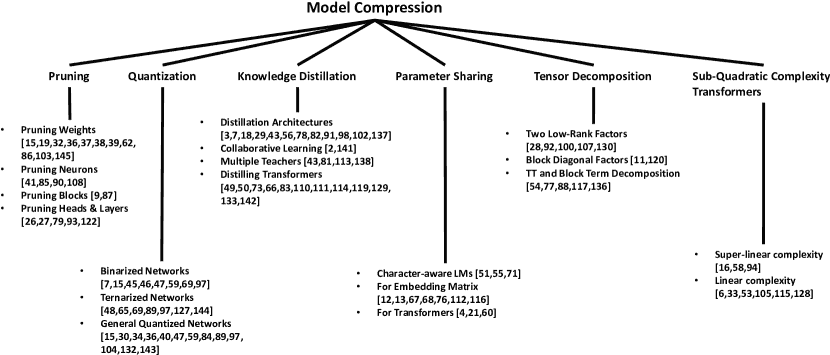 Model Compression
Pruning
Quantization
Knowledge Distillation
Parameter Sharing
Tensor Decomposition
Sub-Quadratic Complexity
Transformers
• Pruning Weights
[15,19,32,36,37,38,39,62,
86,103,145]
• Pruning Neurons
[41,85,90,108]
• Pruning Blocks [9,87]
• Pruning Heads & Layers
[26,27,79,93,122]
• Binarized Networks
[7,15,45,46,47,59,69,97]
• Ternarized Networks
[48,65,69,89,97,127,144]
• General Quantized Networks
[15,30,34,36,40,47,59,84,89,97,
104,132,143]
• Distillation Architectures
[3,7,18,29,43,56,78,82,91,98,102,137]
• Collaborative Learning [2,141]
• Multiple Teachers [43,81,113,138]
• Distilling Transformers
[49,50,73,66,83,110,111,114,119,129,
133,142]
• Character-aware LMs [51,55,71]
• For Embedding Matrix
[12,13,67,68,76,112,116]
• For Transformers [4,21,60]
• Two Low-Rank Factors
[28,92,100,107,130]
• Block Diagonal Factors [11,120]
• TT and Block Term Decomposition
[54,77,88,117,136]
• Super-linear complexity
[16,58,94]
• Linear complexity
[6,33,53,105,115,128]